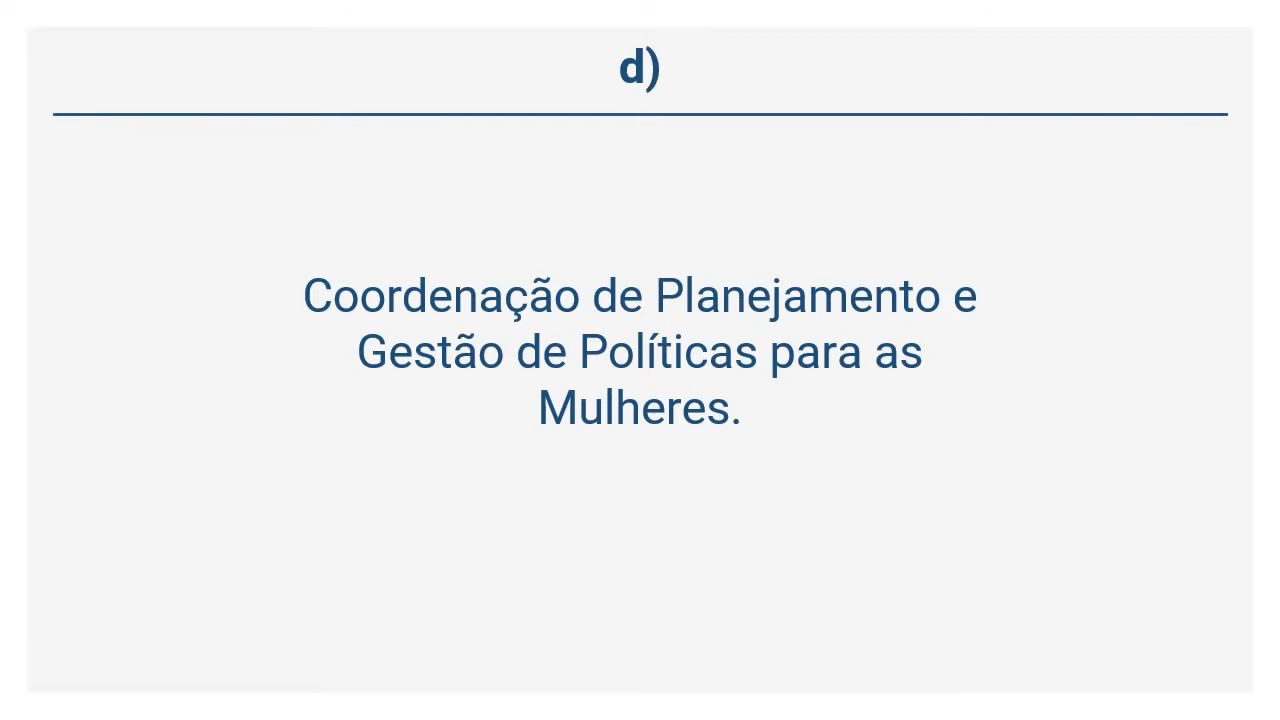 d)
Coordenação de Planejamento e
Gestão de Políticas para as
Mulheres.